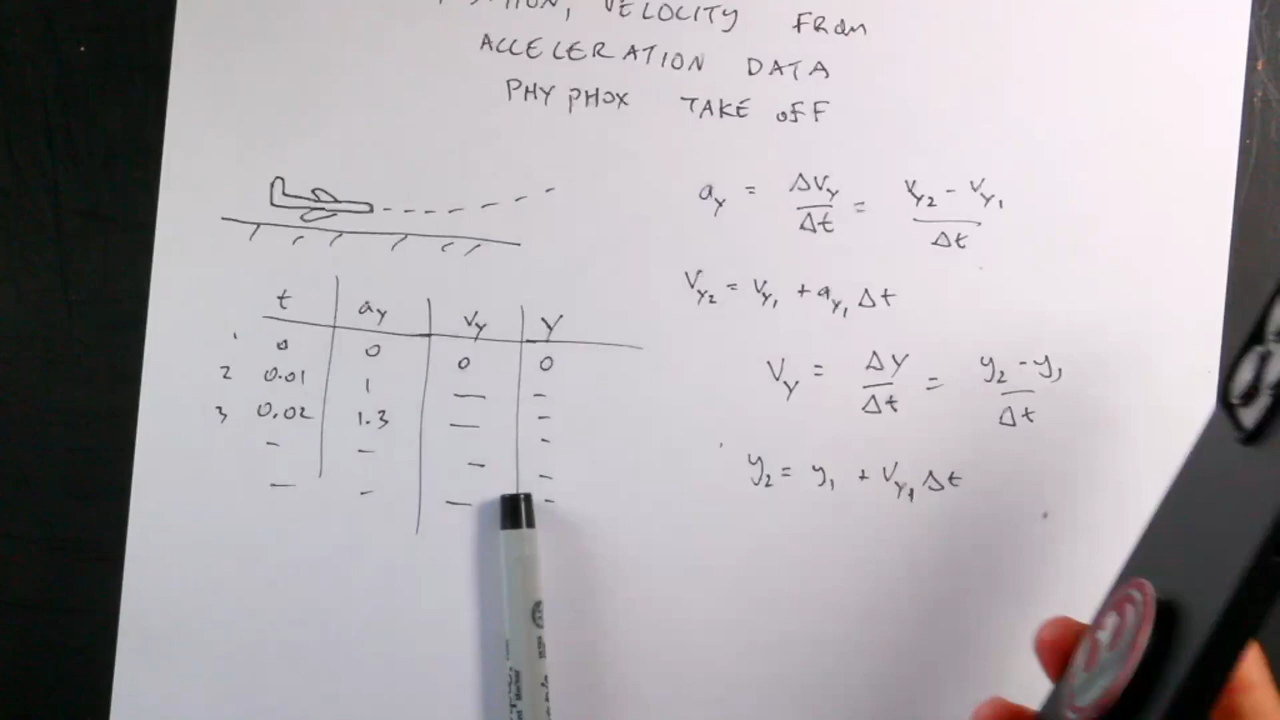 VELOCITY FROM
ACCELERATION DATA
PHYPHOX TAKE OFF
a_y = Δv_y/Δt = (v_y2 - v_y1)/Δt
v_y2 = v_y1 + a_y1 Δt
v_y = Δy/Δt = (y_2 - y_1)/Δt
y_2 = y_1 + v_y1 Δt
t a_y v_y y
1 0 0 0 0
2 0.01 1 — -
3 0.02 1.3 — -
- - - -
— - — -